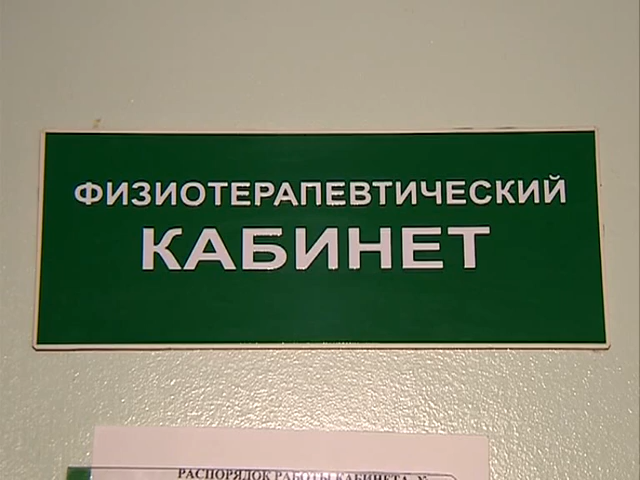 ФИЗИОТЕРАПЕВТИЧЕСКИЙ
КАБИНЕТ
РАСПОРЯДОК РАБОТЫ КАБИНЕТА